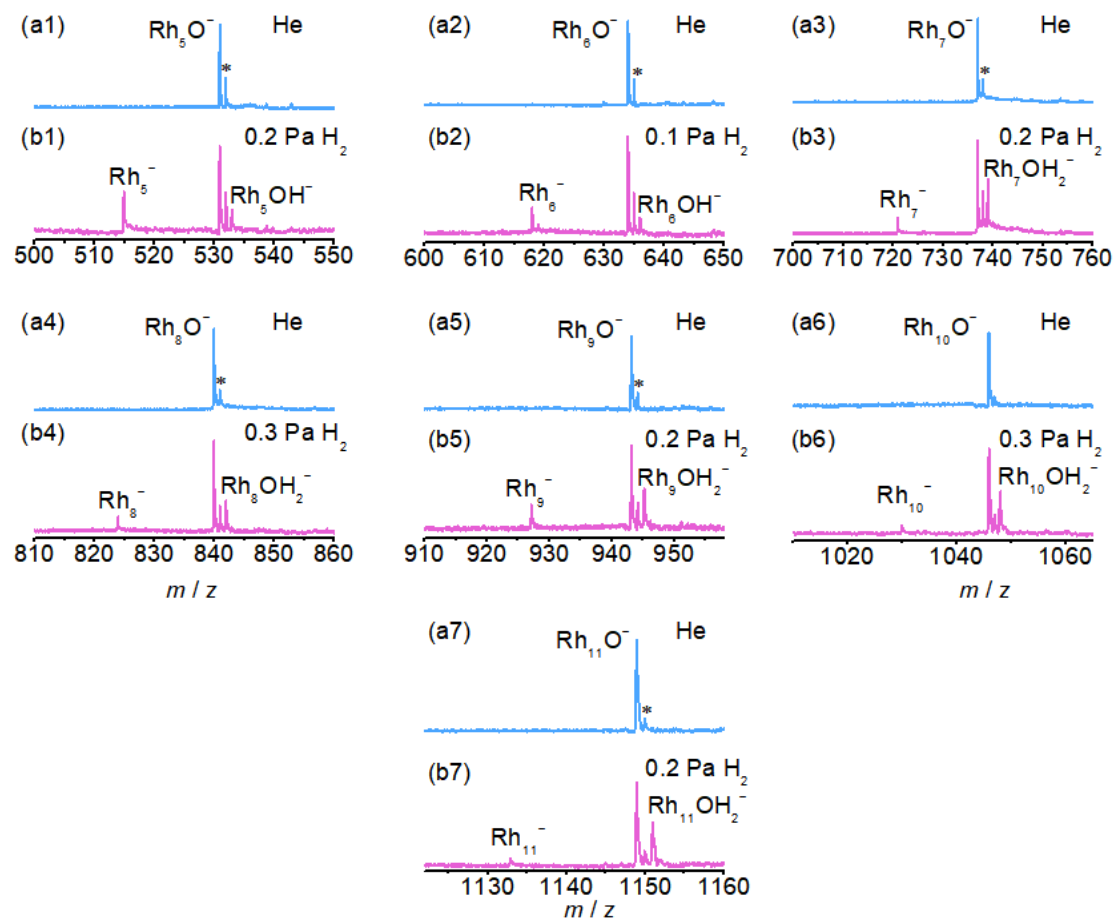 (a1) Rh₅O⁻ He
*
(b1) 0.2 Pa H₂
Rh₅⁻ Rh₅OH⁻
500 510 520 530 540 550
(a2) Rh₆O⁻ He
*
(b2) 0.1 Pa H₂
Rh₆⁻ Rh₆OH⁻
600 610 620 630 640 650
(a3) Rh₇O⁻ He
*
(b3) 0.2 Pa H₂
Rh₇⁻ Rh₇OH₂⁻
700 710 720 730 740 750 760
(a4) Rh₈O⁻ He
*
(b4) 0.3 Pa H₂
Rh₈⁻ Rh₈OH₂⁻
810 820 830 840 850 860
m / z
(a5) Rh₉O⁻ He
*
(b5) 0.2 Pa H₂
Rh₉⁻ Rh₉OH₂⁻
910 920 930 940 950
(a6) Rh₁₀O⁻ He
(b6) 0.3 Pa H₂
Rh₁₀⁻ Rh₁₀OH₂⁻
1020 1040 1060
m / z
(a7) Rh₁₁O⁻ He
*
(b7) 0.2 Pa H₂
Rh₁₁⁻ Rh₁₁OH₂⁻
1130 1140 1150 1160
m / z